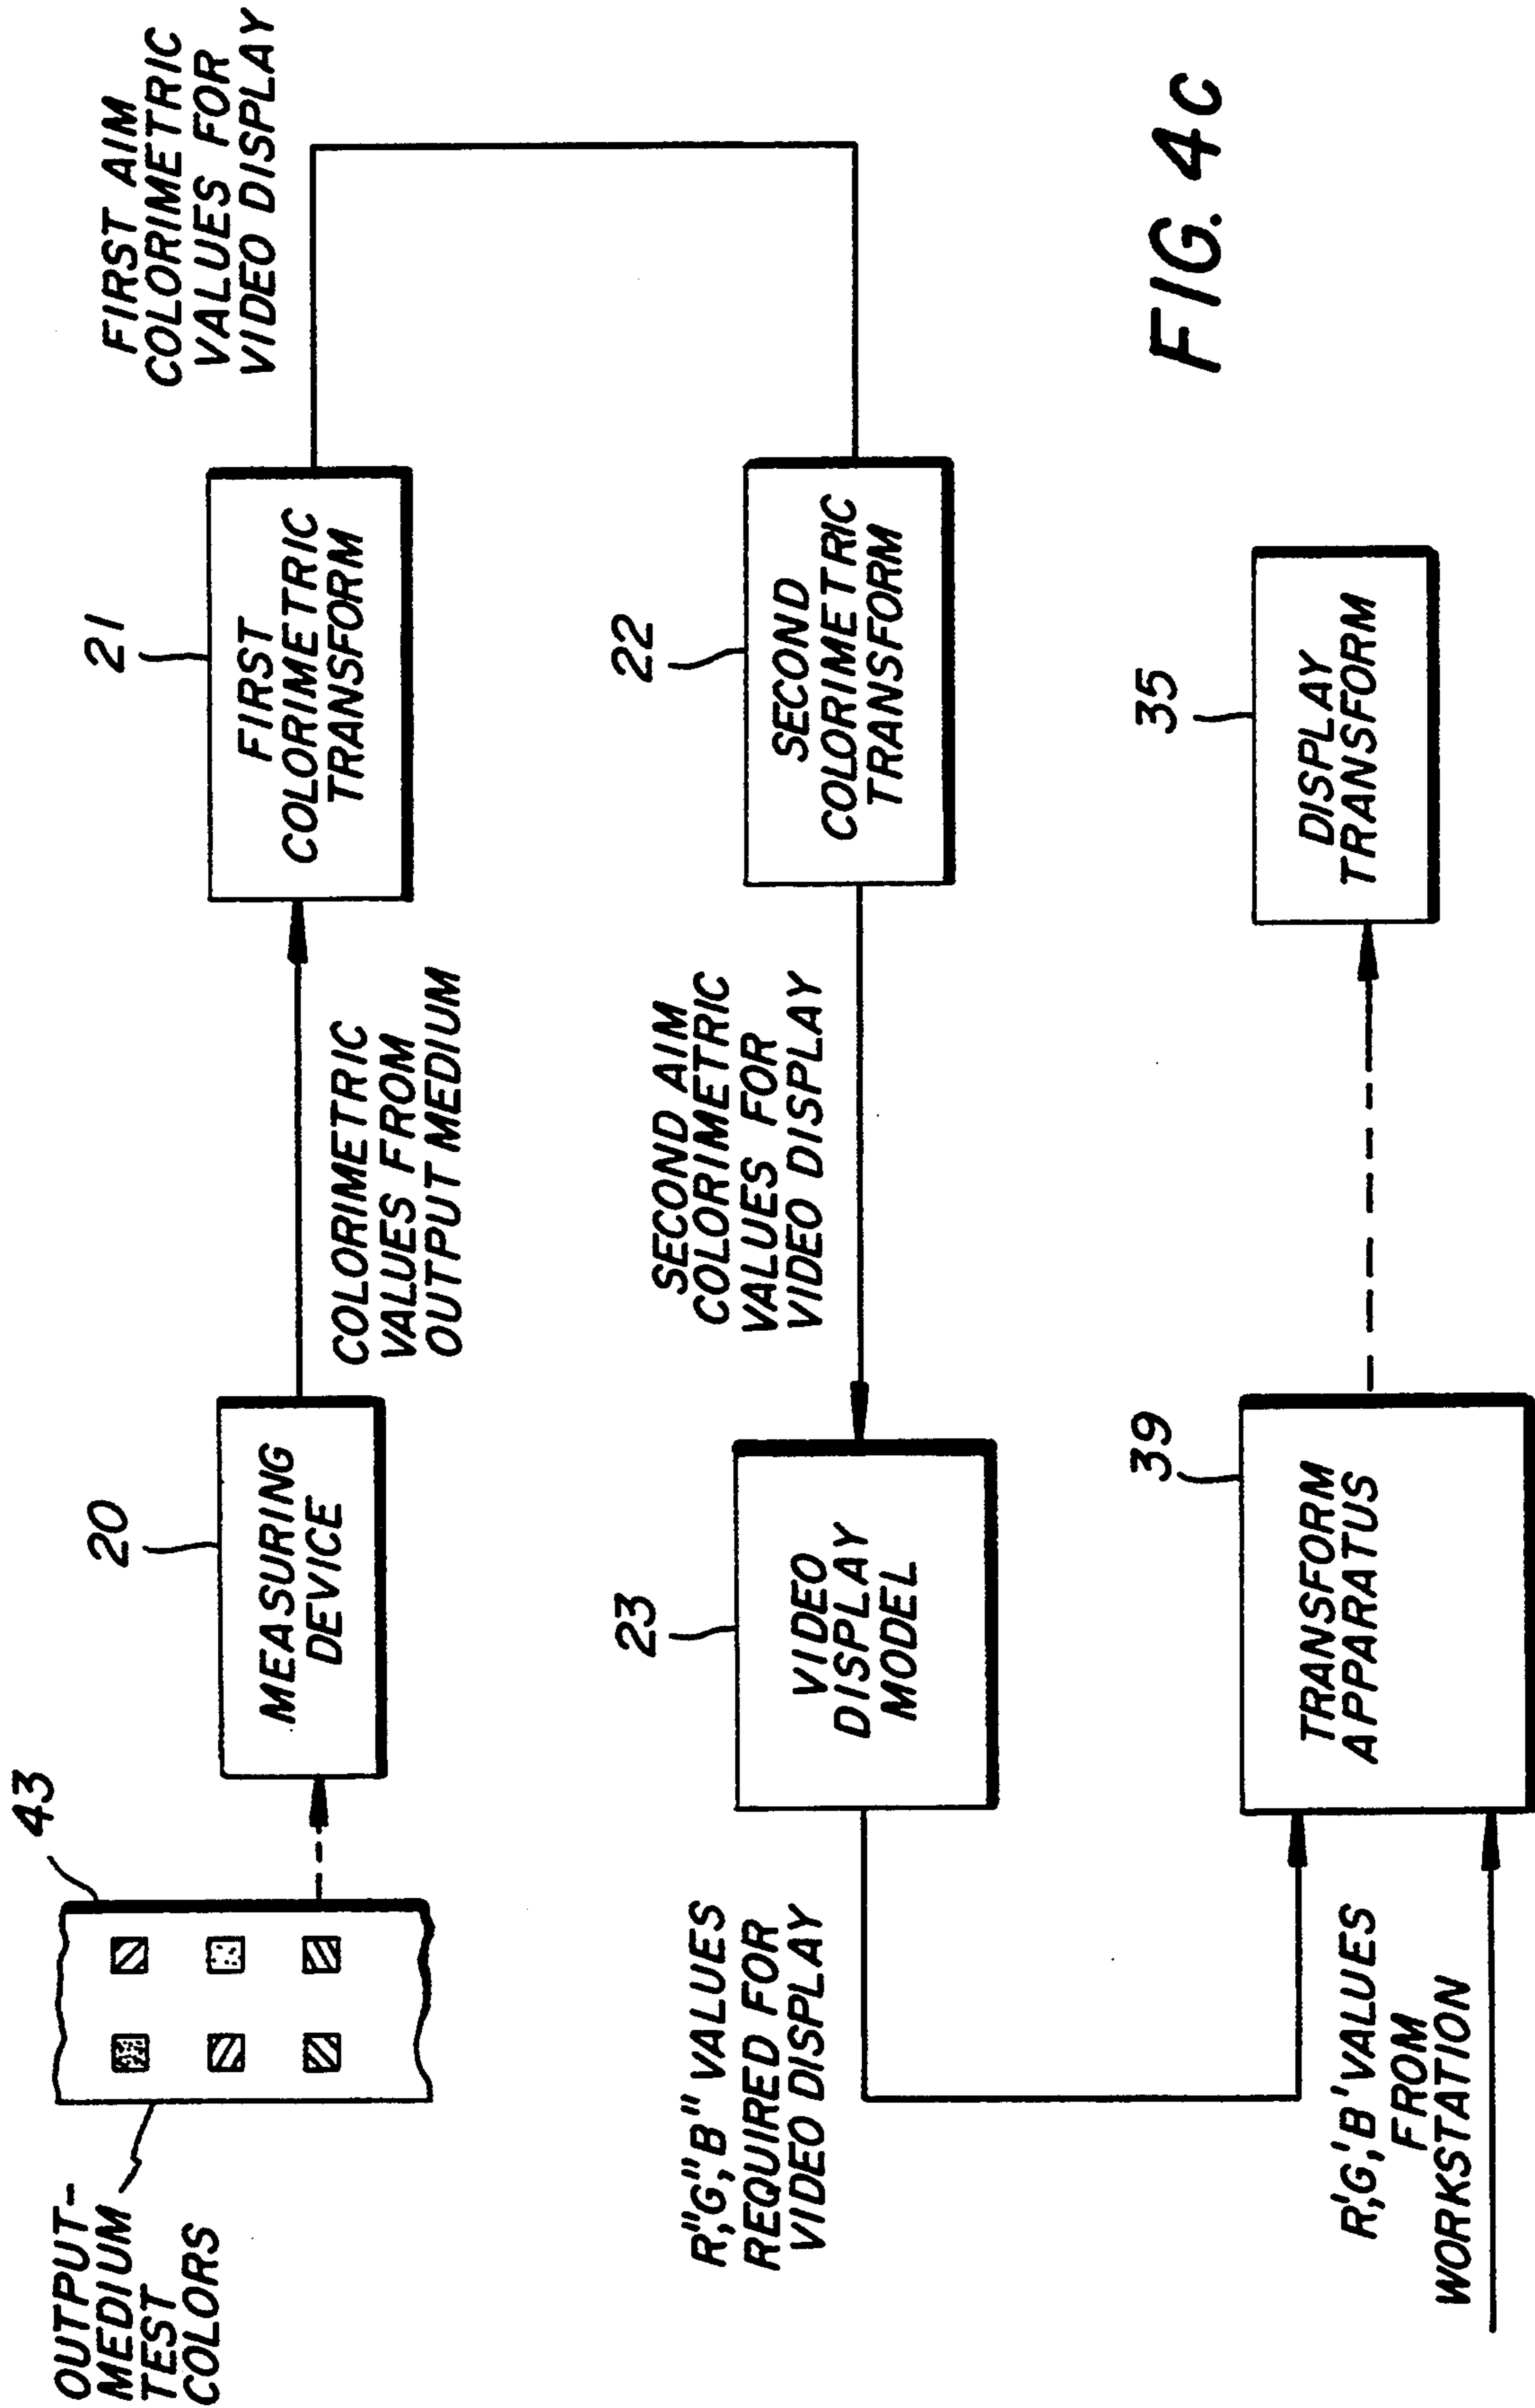 OUTPUT-
MEDIUM
TEST
COLORS
43
20
MEASURING
DEVICE
COLORIMETRIC
VALUES FROM
OUTPUT MEDIUM
21
FIRST
COLORIMETRIC
TRANSFORM
FIRST AIM
COLORIMETRIC
VALUES FOR
VIDEO DISPLAY
22
SECOND
COLORIMETRIC
TRANSFORM
SECOND AIM
COLORIMETRIC
VALUES FOR
VIDEO DISPLAY
23
VIDEO
DISPLAY
MODEL
R",G",B" VALUES
REQUIRED FOR
VIDEO DISPLAY
R',G',B' VALUES
FROM
WORKSTATION
39
TRANSFORM
APPARATUS
35
DISPLAY
TRANSFORM
FIG. 4c